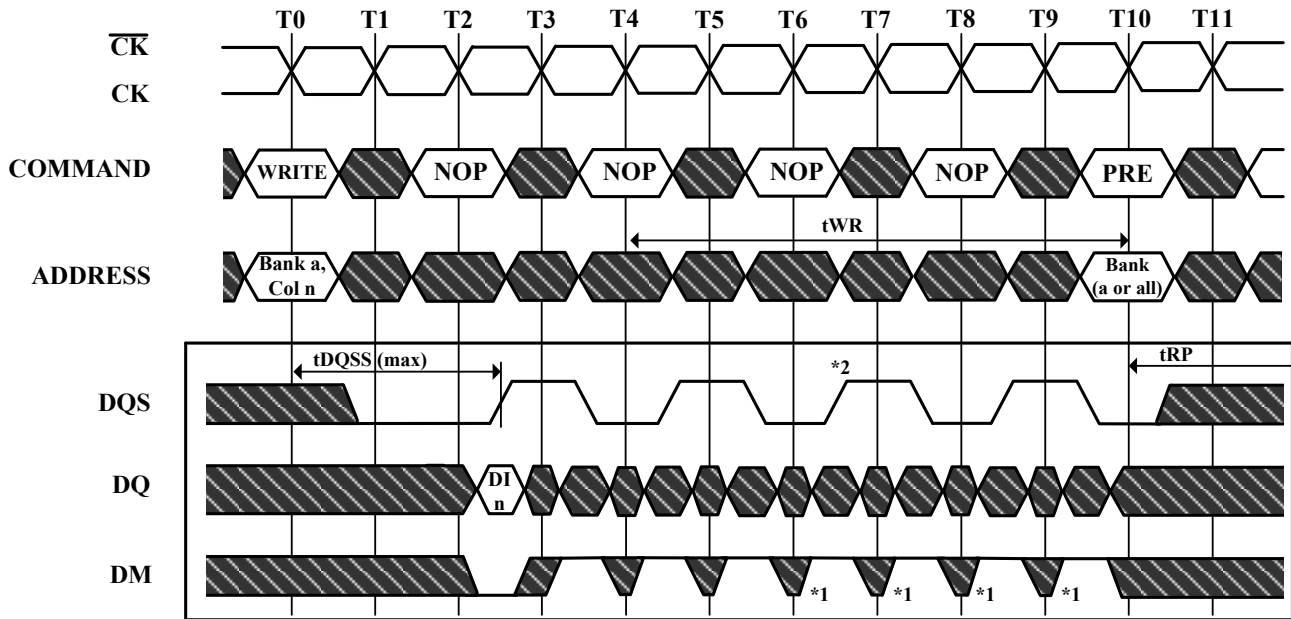 T0 T1 T2 T3 T4 T5 T6 T7 T8 T9 T10 T11
CK
CK
COMMAND WRITE NOP NOP NOP NOP PRE
tWR
ADDRESS Bank a, Col n Bank (a or all)
tDQSS (max) *2 tRP
DQS
DQ DI n
DM *1 *1 *1 *1